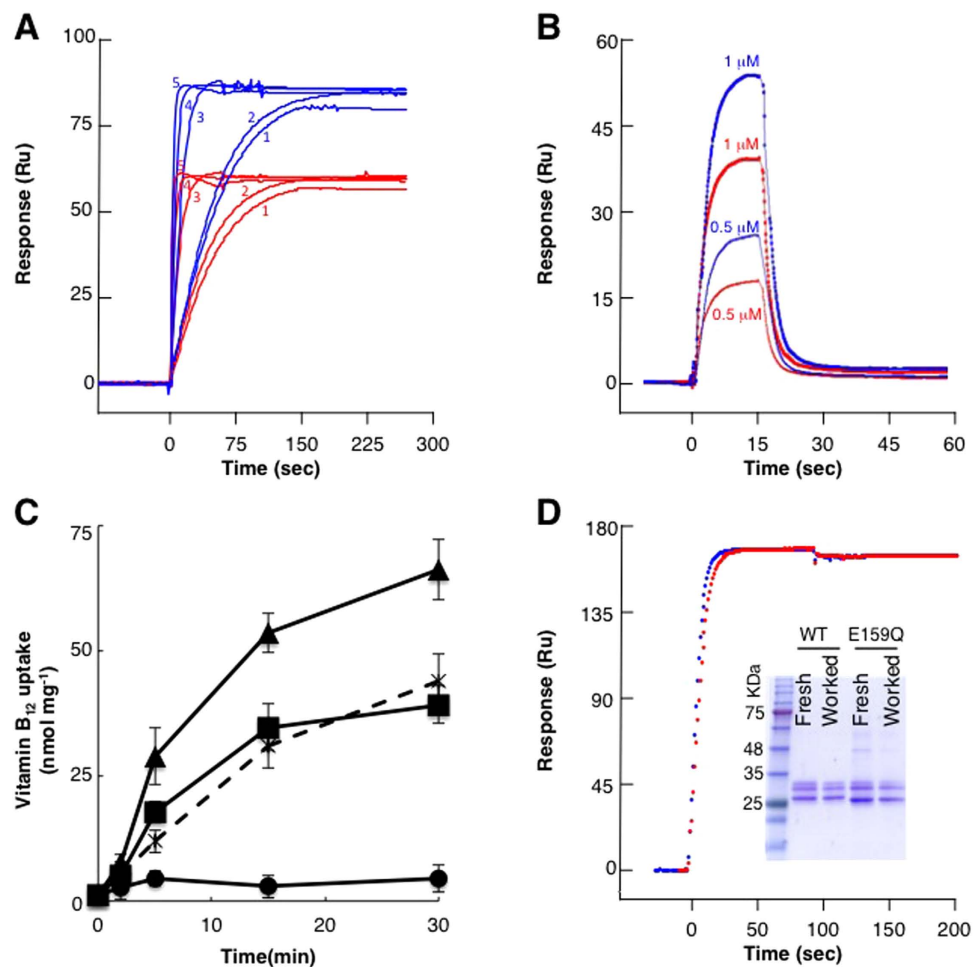 A
100
75
50
25
0
Response (Ru)
5
4
3
2
1
5
4
3
2
1
0 75 150 225 300
Time (sec)
B
60
45
30
15
0
Response (Ru)
1 μM
1 μM
0.5 μM
0.5 μM
0 15 30 45 60
Time (sec)
C
75
50
25
0
Vitamin B12 uptake
(nmol mg-1)
0 10 20 30
Time(min)
D
180
135
90
45
0
Response (Ru)
WT E159Q
KDa Fresh Worked Fresh Worked
75
48
35
25
0 50 100 150 200
Time (sec)